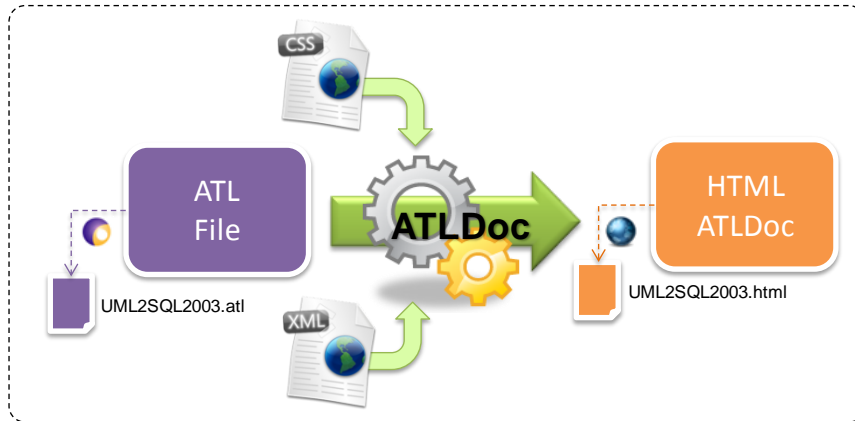 CSS
ATL
File
UML2SQL2003.atl
ATLDoc
XML
HTML
ATLDoc
UML2SQL2003.html